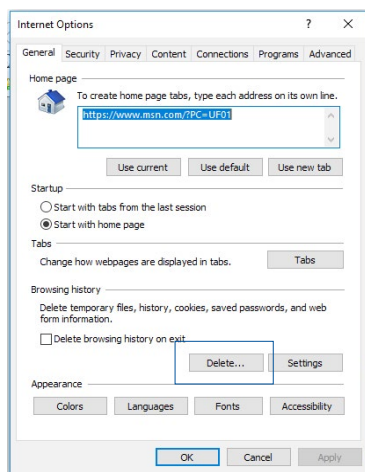 Internet Options ? X
General Security Privacy Content Connections Programs Advanced
Home page
To create home page tabs, type each address on its own line.
https://www.msn.com/?PC=UF01
Use current Use default Use new tab
Startup
Start with tabs from the last session
Start with home page
Tabs
Change how webpages are displayed in tabs. Tabs
Browsing history
Delete temporary files, history, cookies, saved passwords, and web
form information.
Delete browsing history on exit
Delete... Settings
Appearance
Colors Languages Fonts Accessibility
OK Cancel Apply